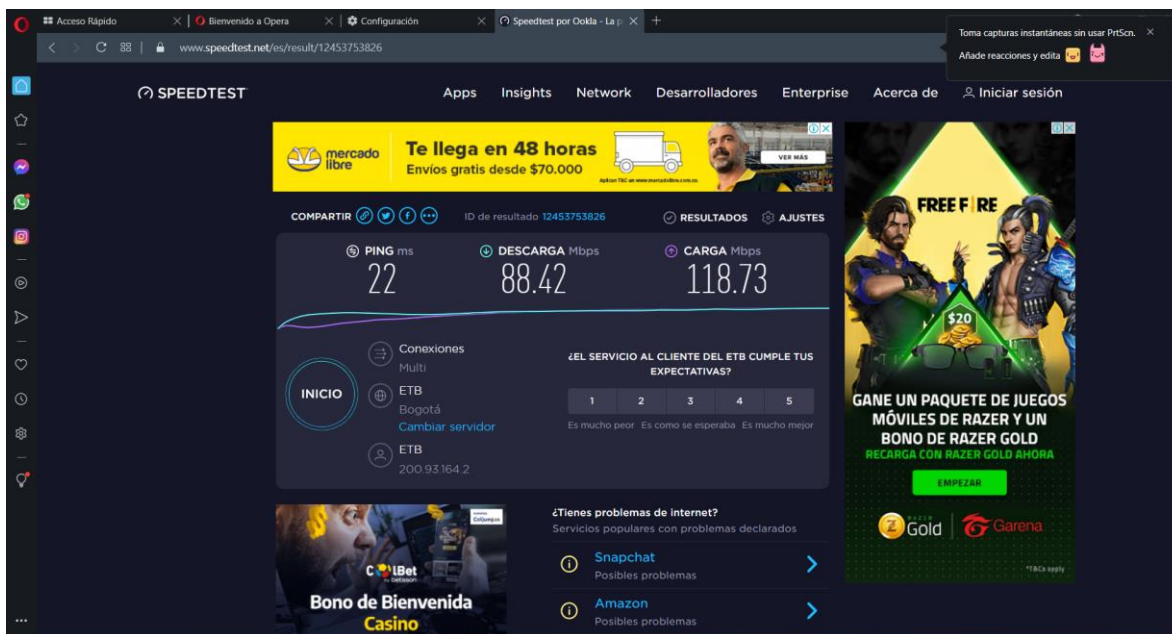 Acceso Rápido
Bienvenido a Opera
Configuración
Speedtest por Ookla - La p
www.speedtest.net/es/result/12453753826
Toma capturas instantáneas sin usar PrtScn.
Añade reacciones y edita
SPEEDTEST
Apps
Insights
Network
Desarrolladores
Enterprise
Acerca de
Iniciar sesión
mercado
libre
Te llega en 48 horas
Envíos gratis desde $70.000
VER MÁS
COMPARTIR
ID de resultado 12453753826
RESULTADOS
AJUSTES
PING ms
22
DESCARGA Mbps
88.42
CARGA Mbps
118.73
INICIO
Conexiones
Multi
ETB
Bogotá
Cambiar servidor
ETB
200.93.164.2
¿EL SERVICIO AL CLIENTE DEL ETB CUMPLE TUS
EXPECTATIVAS?
1 2 3 4 5
Es mucho peor Es como se esperaba Es mucho mejor
¿Tienes problemas de internet?
Servicios populares con problemas declarados
Snapchat
Posibles problemas
Amazon
Posibles problemas
Coljuegos
Bono de Bienvenida
Casino
FREE FIRE
$20
GANE UN PAQUETE DE JUEGOS
MÓVILES DE RAZER Y UN
BONO DE RAZER GOLD
RECARGA CON RAZER GOLD AHORA
EMPEZAR
RAZER
Gold
Garena
*T&Cs apply